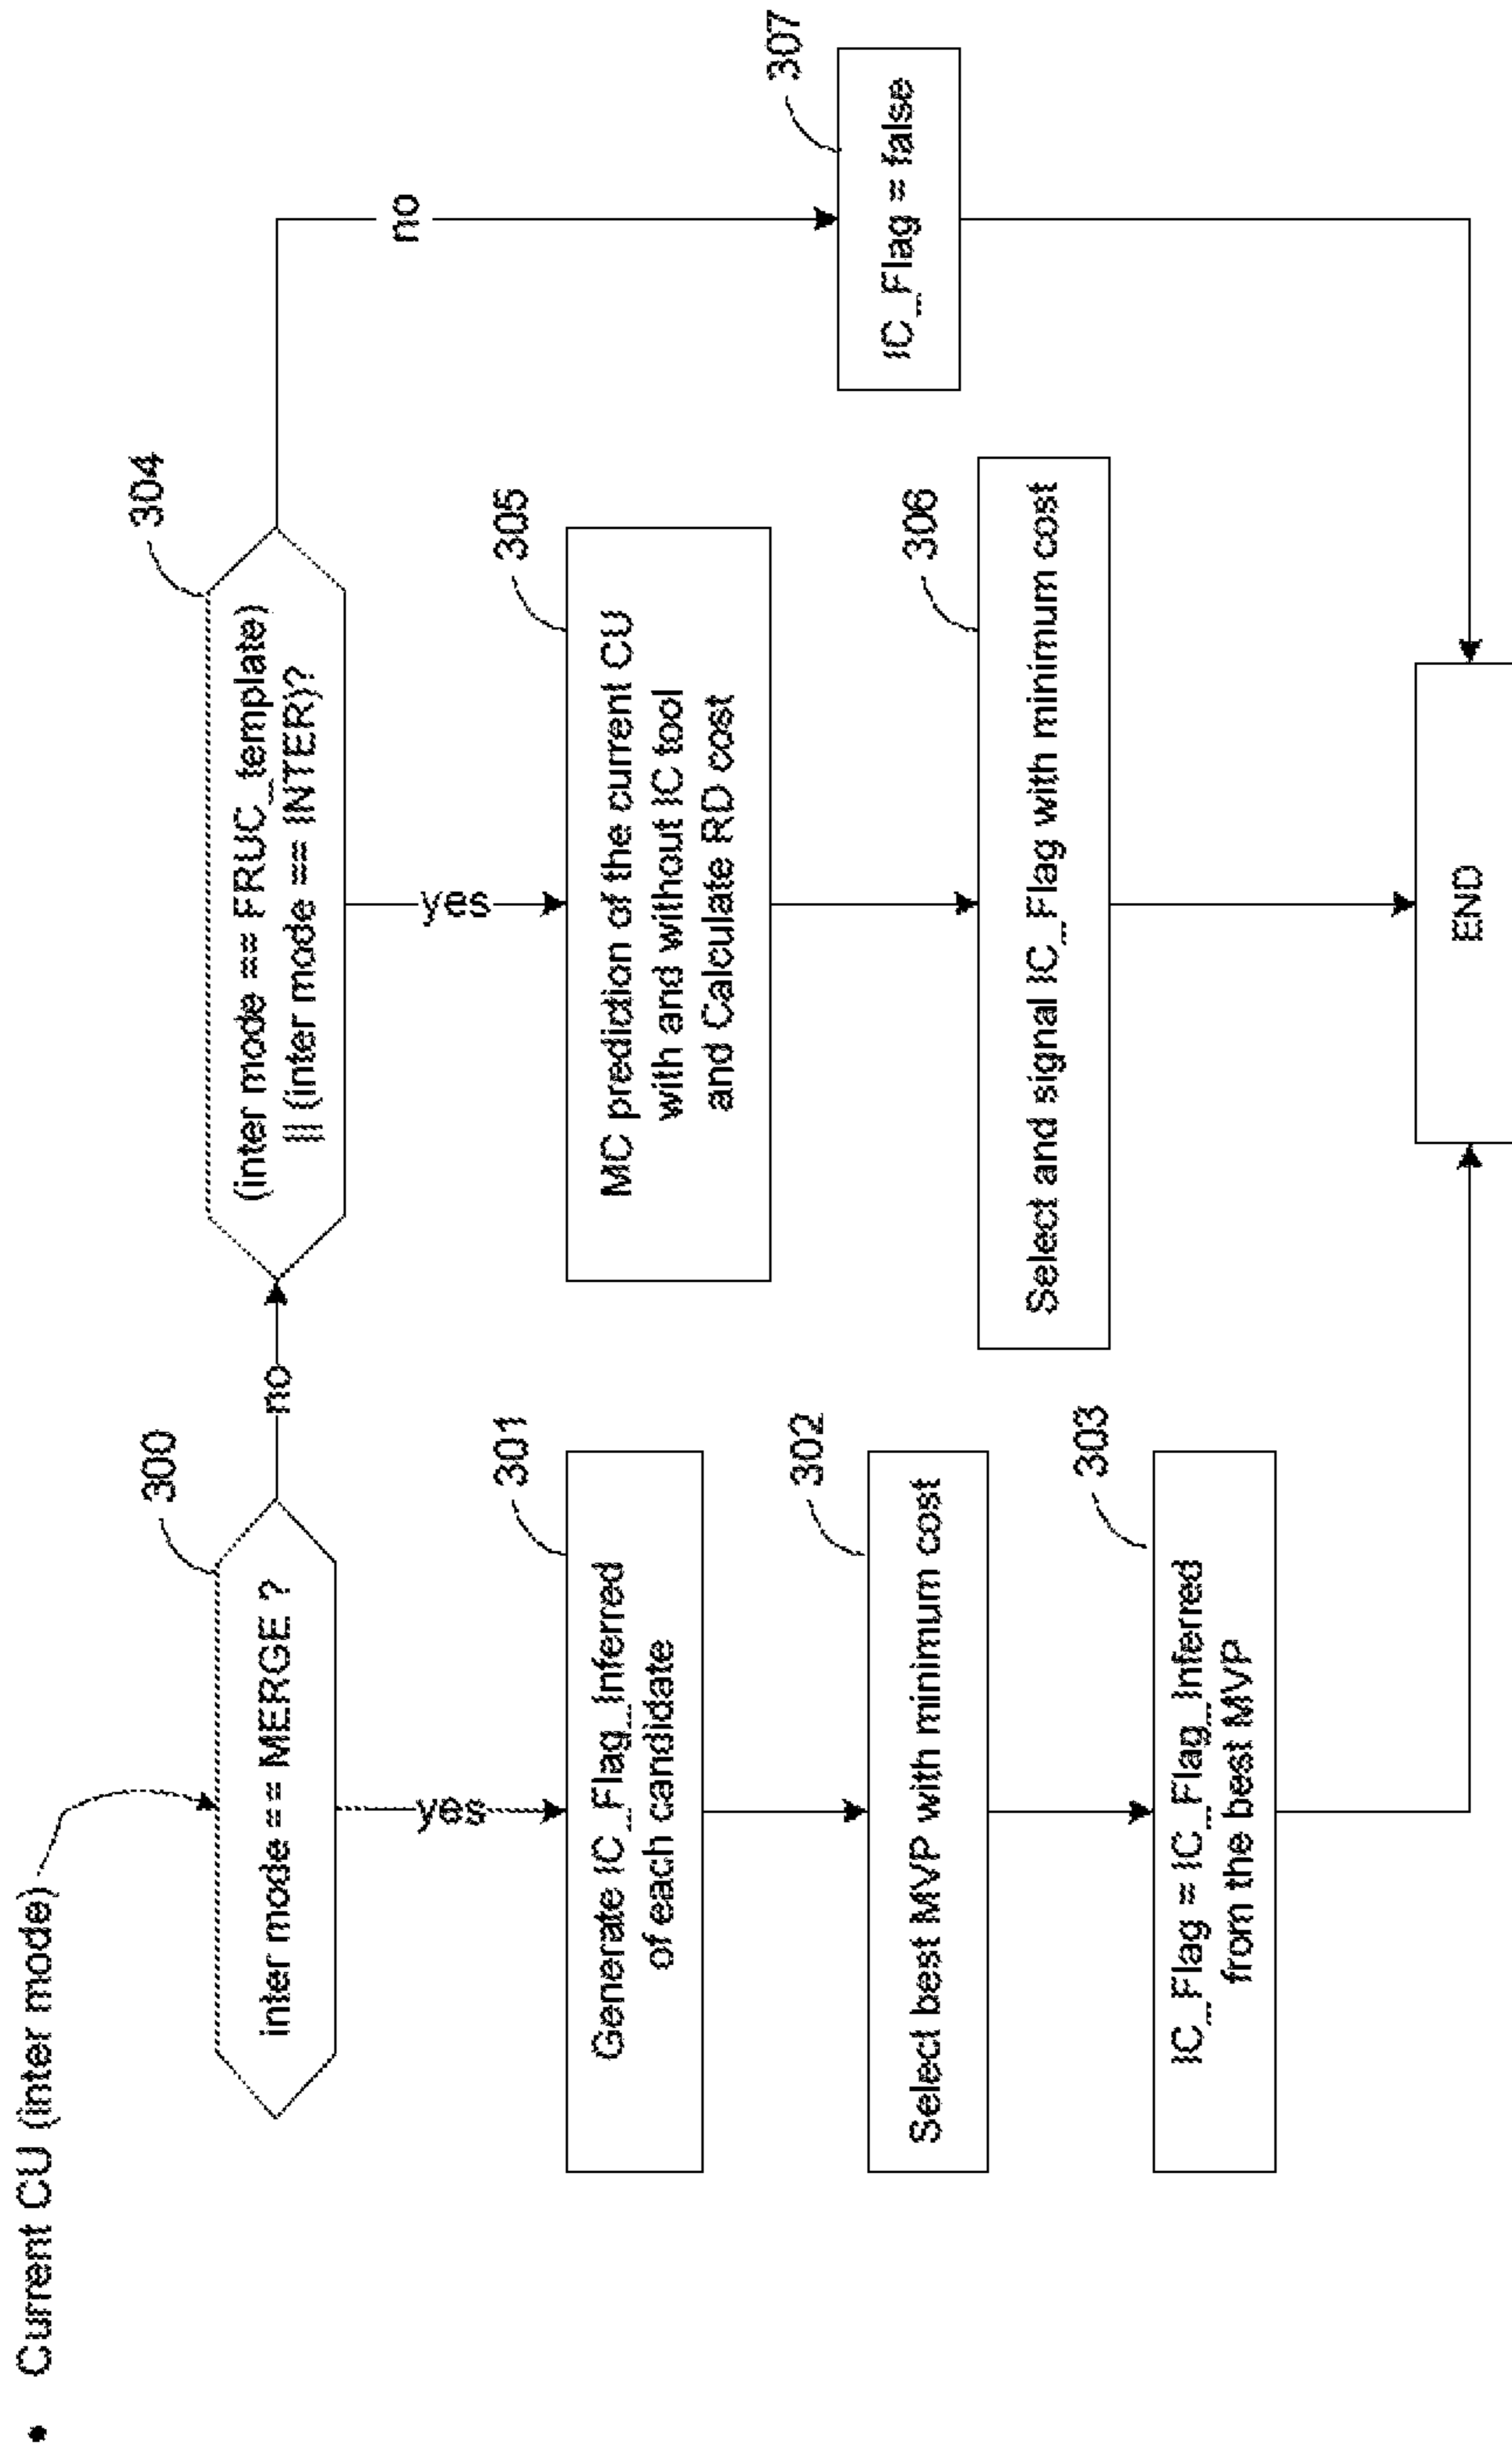 • Current CU (inter mode)
300
inter mode == MERGE ?
yes
no
301
Generate IC_Flag_Inferred
of each candidate
302
Select best MVP with minimum cost
303
IC_Flag = IC_Flag_Inferred
from the best MVP
304
(inter mode == FRUC_template)
|| (inter mode == INTER)?
yes
no
305
MC prediction of the current CU
with and without IC tool
and Calculate RD cost
306
Select and signal IC_Flag with minimum cost
307
IC_Flag = false
END